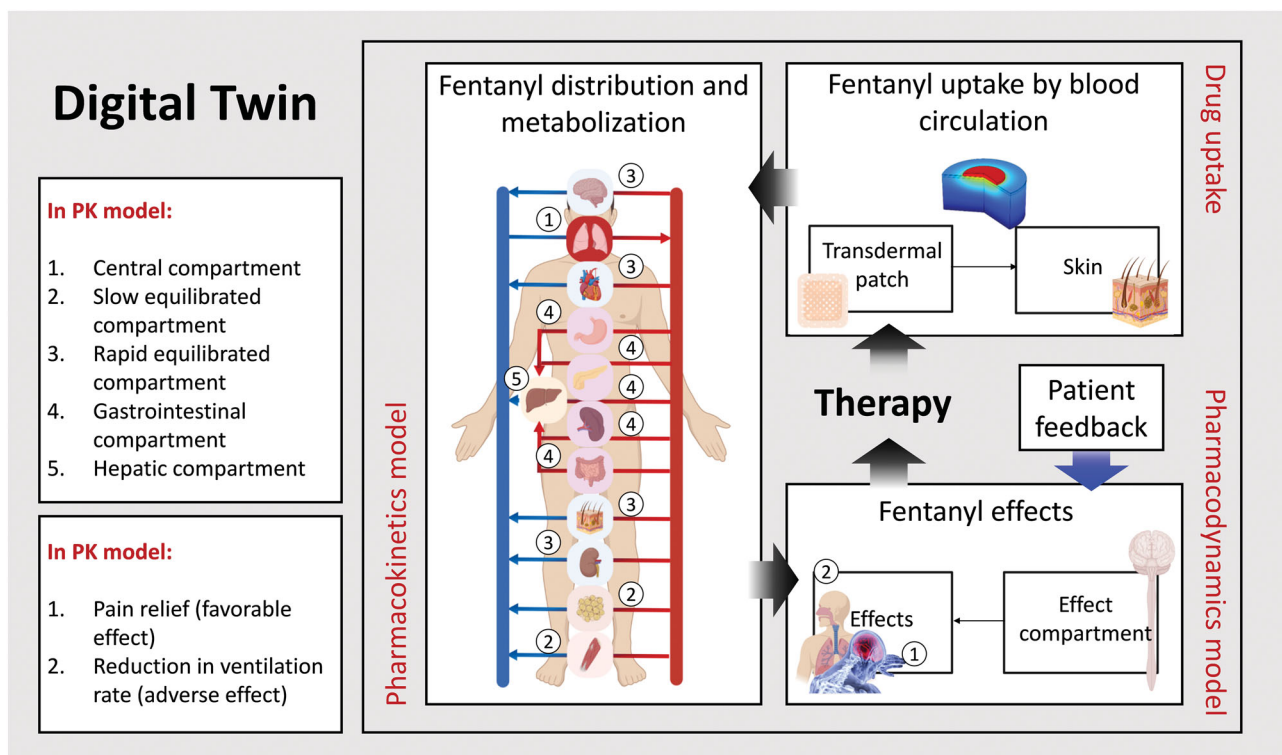 Digital Twin
In PK model:
1. Central compartment
2. Slow equilibrated
compartment
3. Rapid equilibrated
compartment
4. Gastrointestinal
compartment
5. Hepatic compartment
In PK model:
1. Pain relief (favorable
effect)
2. Reduction in ventilation
rate (adverse effect)
Pharmacokinetics model
Fentanyl distribution and
metabolization
3
1
3
4
4
5
4
4
4
3
3
2
2
Fentanyl uptake by blood
circulation
Transdermal
patch
Skin
Drug uptake
Therapy
Patient
feedback
Fentanyl effects
2
Effects
1
Effect
compartment
Pharmacodynamics model